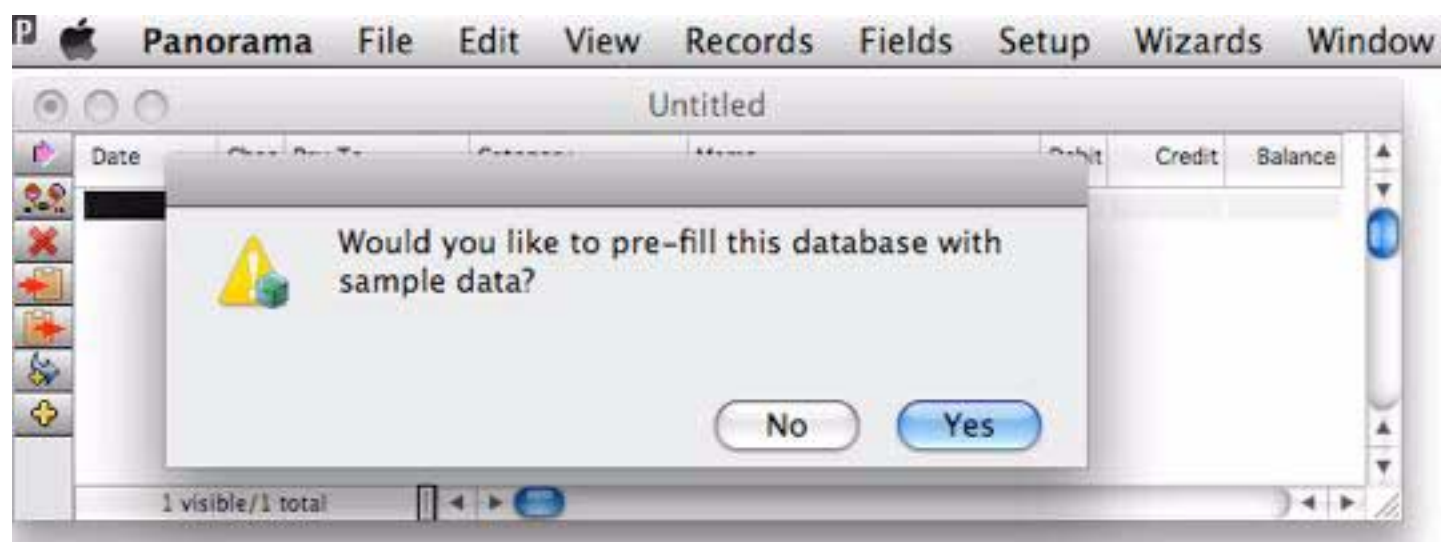 P Panorama File Edit View Records Fields Setup Wizards Window
Untitled
Date Credit Balance
Would you like to pre-fill this database with
sample data?
No Yes
1 visible/1 total